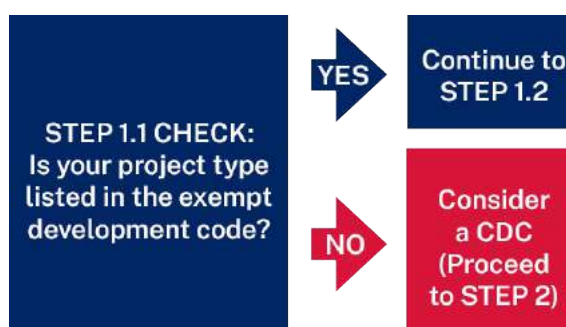 STEP 1.1 CHECK:
Is your project type
listed in the exempt
development code?
YES
Continue to
STEP 1.2
NO
Consider
a CDC
(Proceed
to STEP 2)